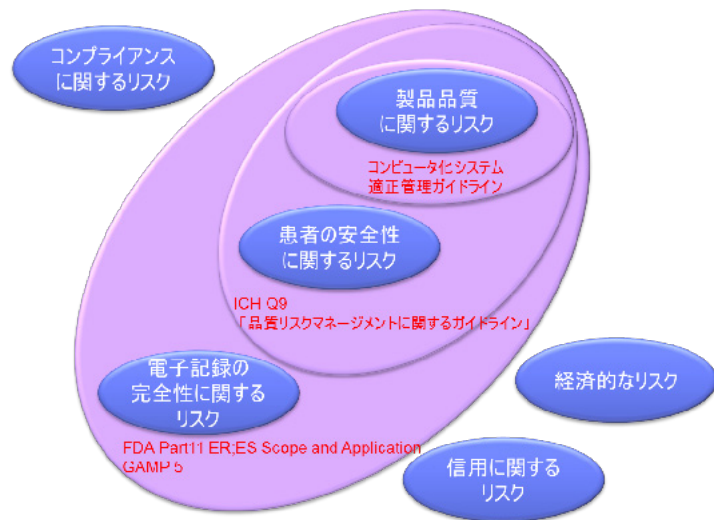 コンプライアンス
に関するリスク
製品品質
に関するリスク
コンピュータ化システム
適正管理ガイドライン
患者の安全性
に関するリスク
ICH Q9
「品質リスクマネージメントに関するガイドライン」
電子記録の
完全性に関する
リスク
経済的なリスク
FDA Part11 ER;ES Scope and Application
GAMP 5
信用に関する
リスク